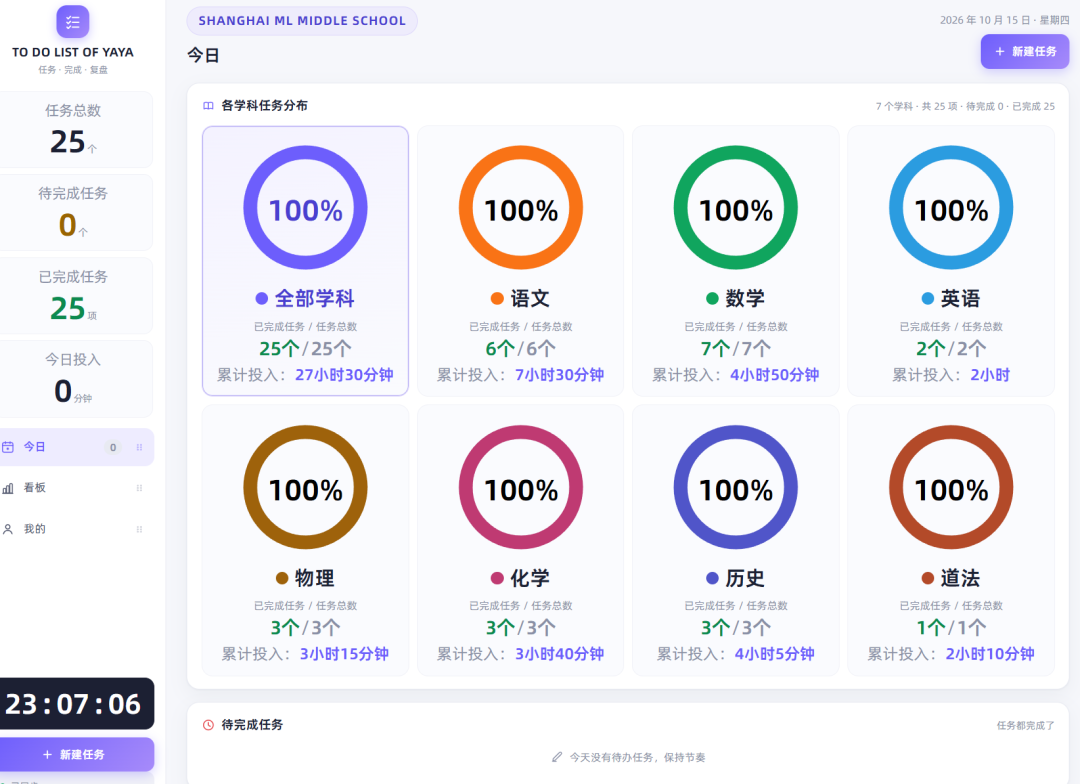 TO DO LIST OF YAYA
任务 · 完成 · 复盘
任务总数
25个
待完成任务
0个
已完成任务
25项
今日投入
0分钟
今日 0
看板
我的
23:07:06
+ 新建任务
SHANGHAI ML MIDDLE SCHOOL
2026 年 10 月 15 日 · 星期四
今日
+ 新建任务
各学科任务分布
7 个学科 · 共 25 项 · 待完成 0 · 已完成 25
100%
全部学科
已完成任务 / 任务总数
25个/25个
累计投入：27小时30分钟
100%
语文
已完成任务 / 任务总数
6个/6个
累计投入：7小时30分钟
100%
数学
已完成任务 / 任务总数
7个/7个
累计投入：4小时50分钟
100%
英语
已完成任务 / 任务总数
2个/2个
累计投入：2小时
100%
物理
已完成任务 / 任务总数
3个/3个
累计投入：3小时15分钟
100%
化学
已完成任务 / 任务总数
3个/3个
累计投入：3小时40分钟
100%
历史
已完成任务 / 任务总数
3个/3个
累计投入：4小时5分钟
100%
道法
已完成任务 / 任务总数
1个/1个
累计投入：2小时10分钟
待完成任务
任务都完成了
今天没有待办任务，保持节奏